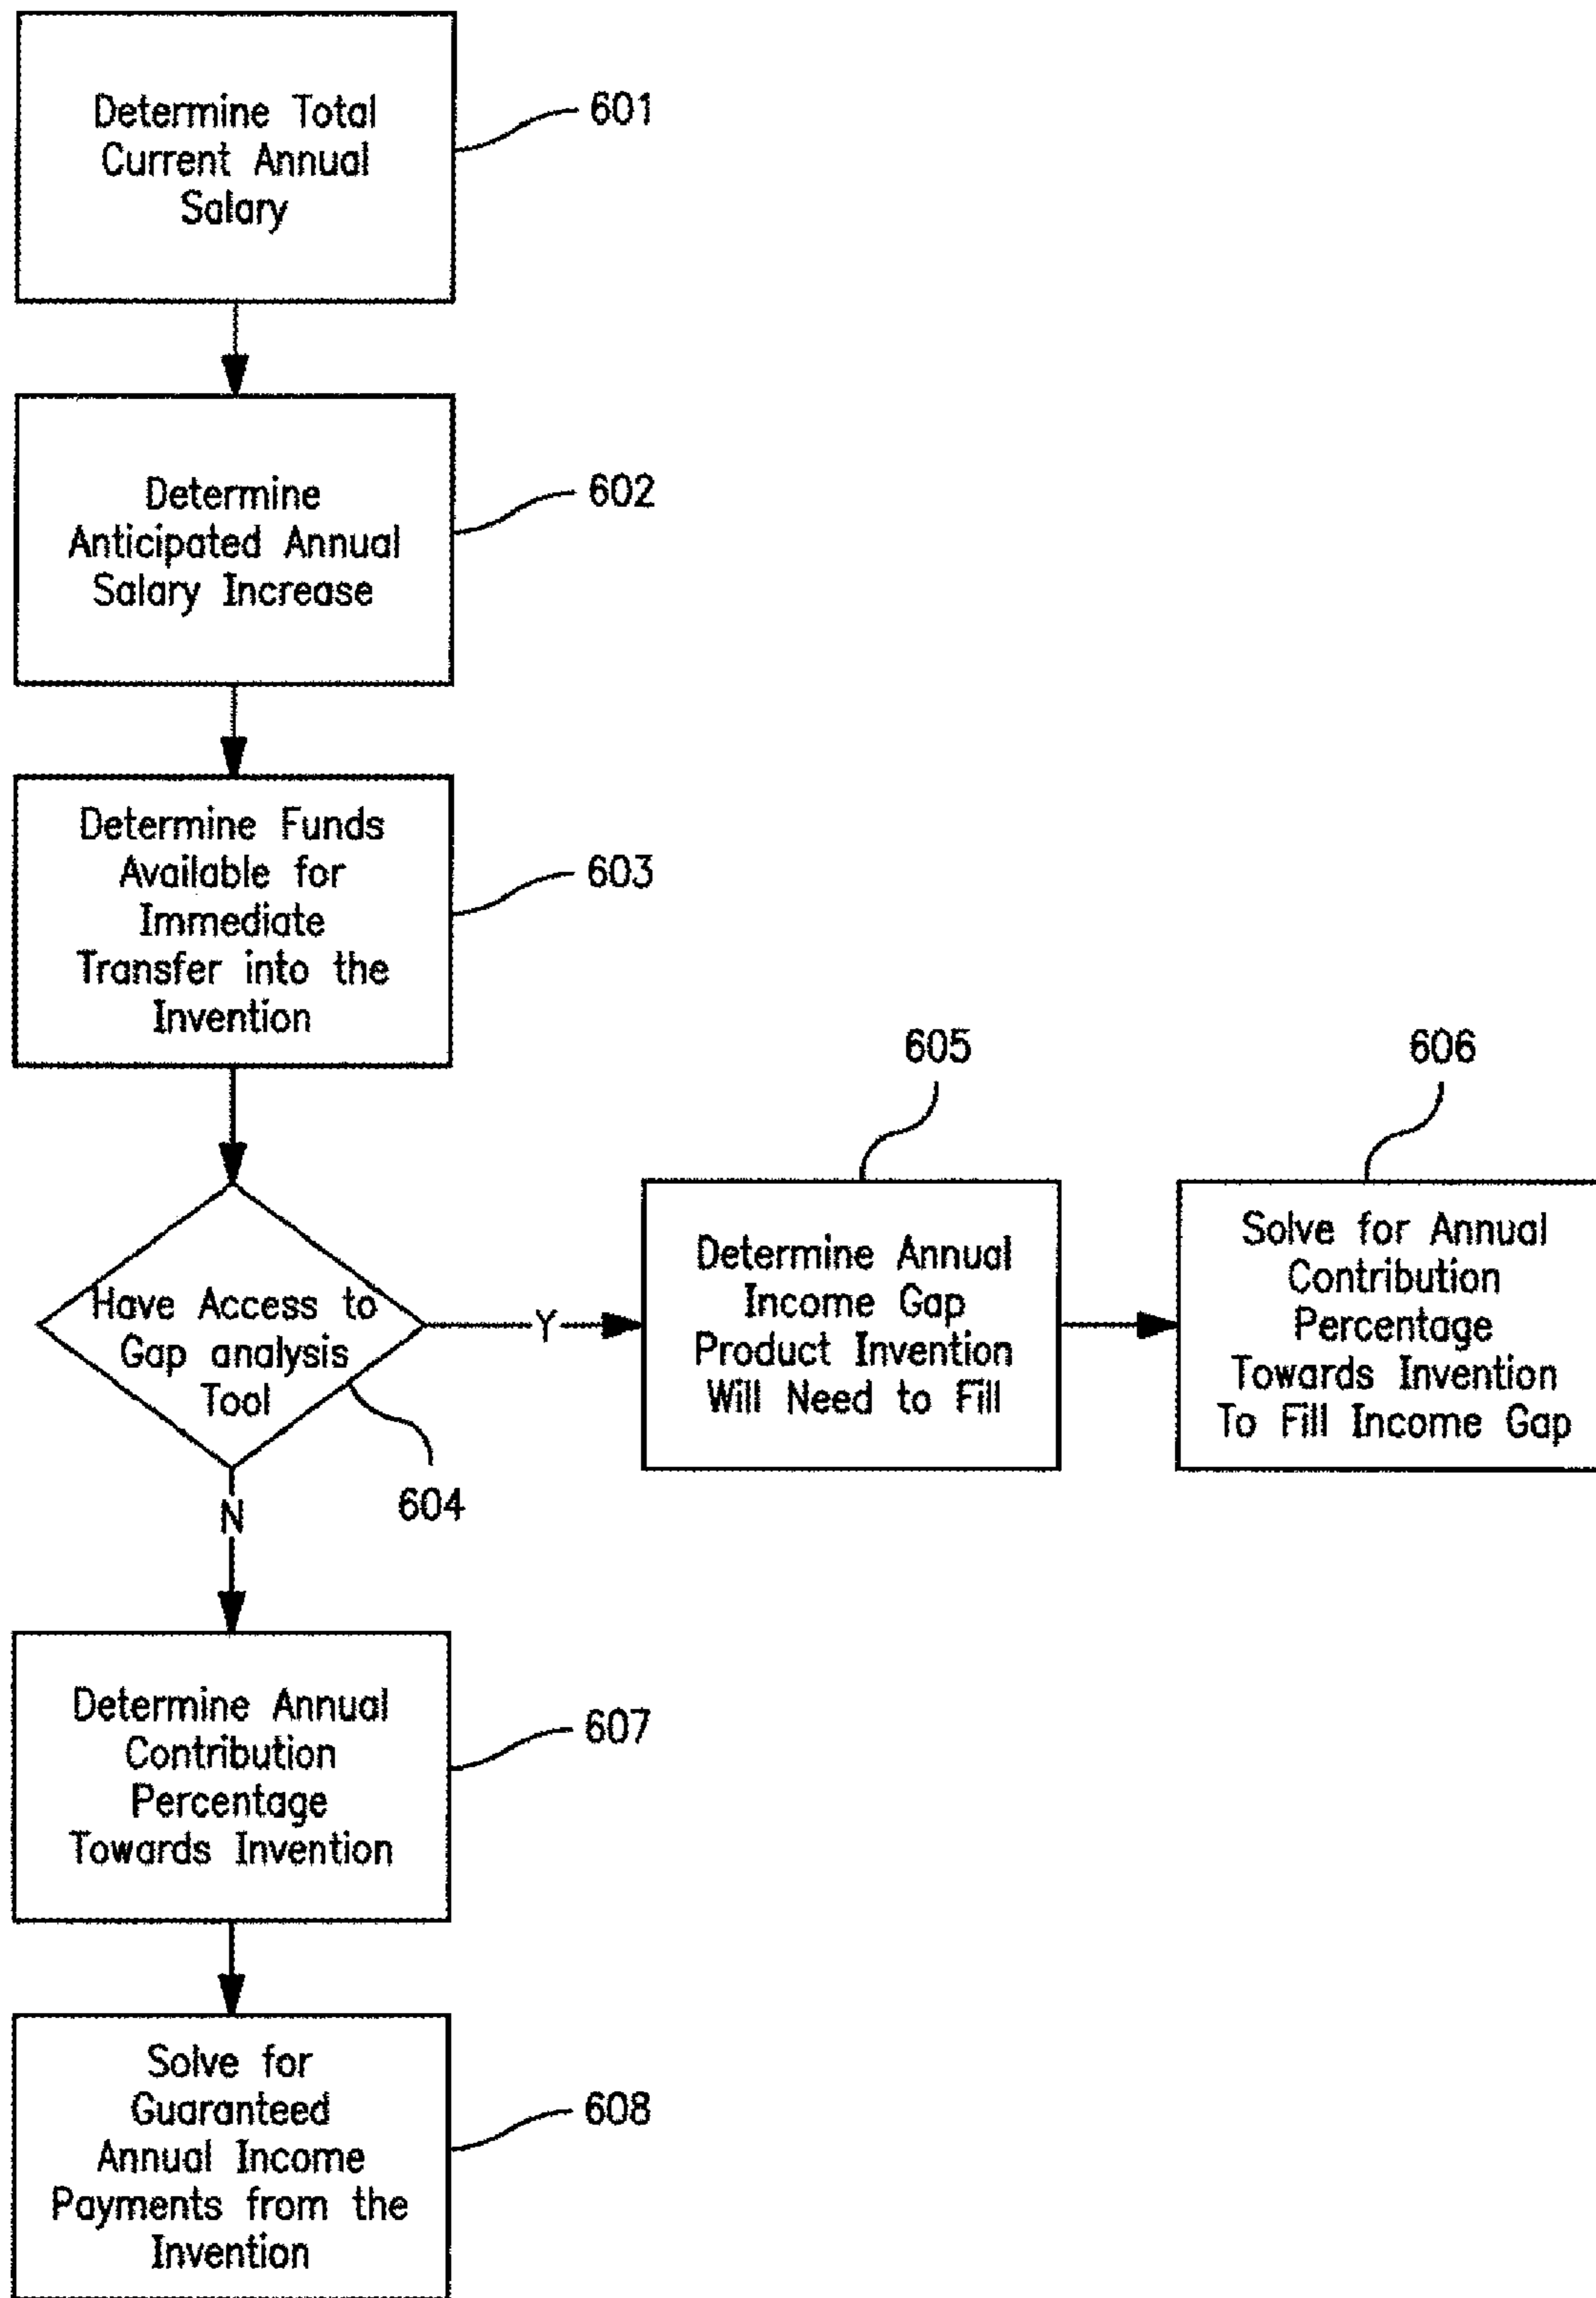 Determine Total
Current Annual
Salary
601
Determine
Anticipated Annual
Salary Increase
602
Determine Funds
Available for
Immediate
Transfer into the
Invention
603
Have Access to
Gap analysis
Tool
604
Y
605
Determine Annual
Income Gap
Product Invention
Will Need to Fill
606
Solve for Annual
Contribution
Percentage
Towards Invention
To Fill Income Gap
N
Determine Annual
Contribution
Percentage
Towards Invention
607
Solve for
Guaranteed
Annual Income
Payments from the
Invention
608